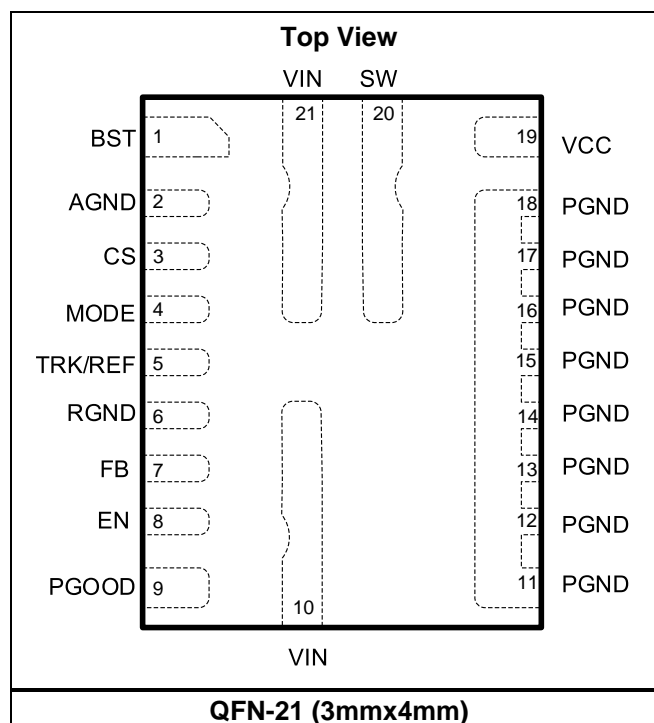 Top View
VIN SW
21 20
BST 1 19 VCC
AGND 2 18 PGND
CS 3 17 PGND
MODE 4 16 PGND
TRK/REF 5 15 PGND
RGND 6 14 PGND
FB 7 13 PGND
EN 8 12 PGND
PGOOD 9 11 PGND
10
VIN
QFN-21 (3mmx4mm)